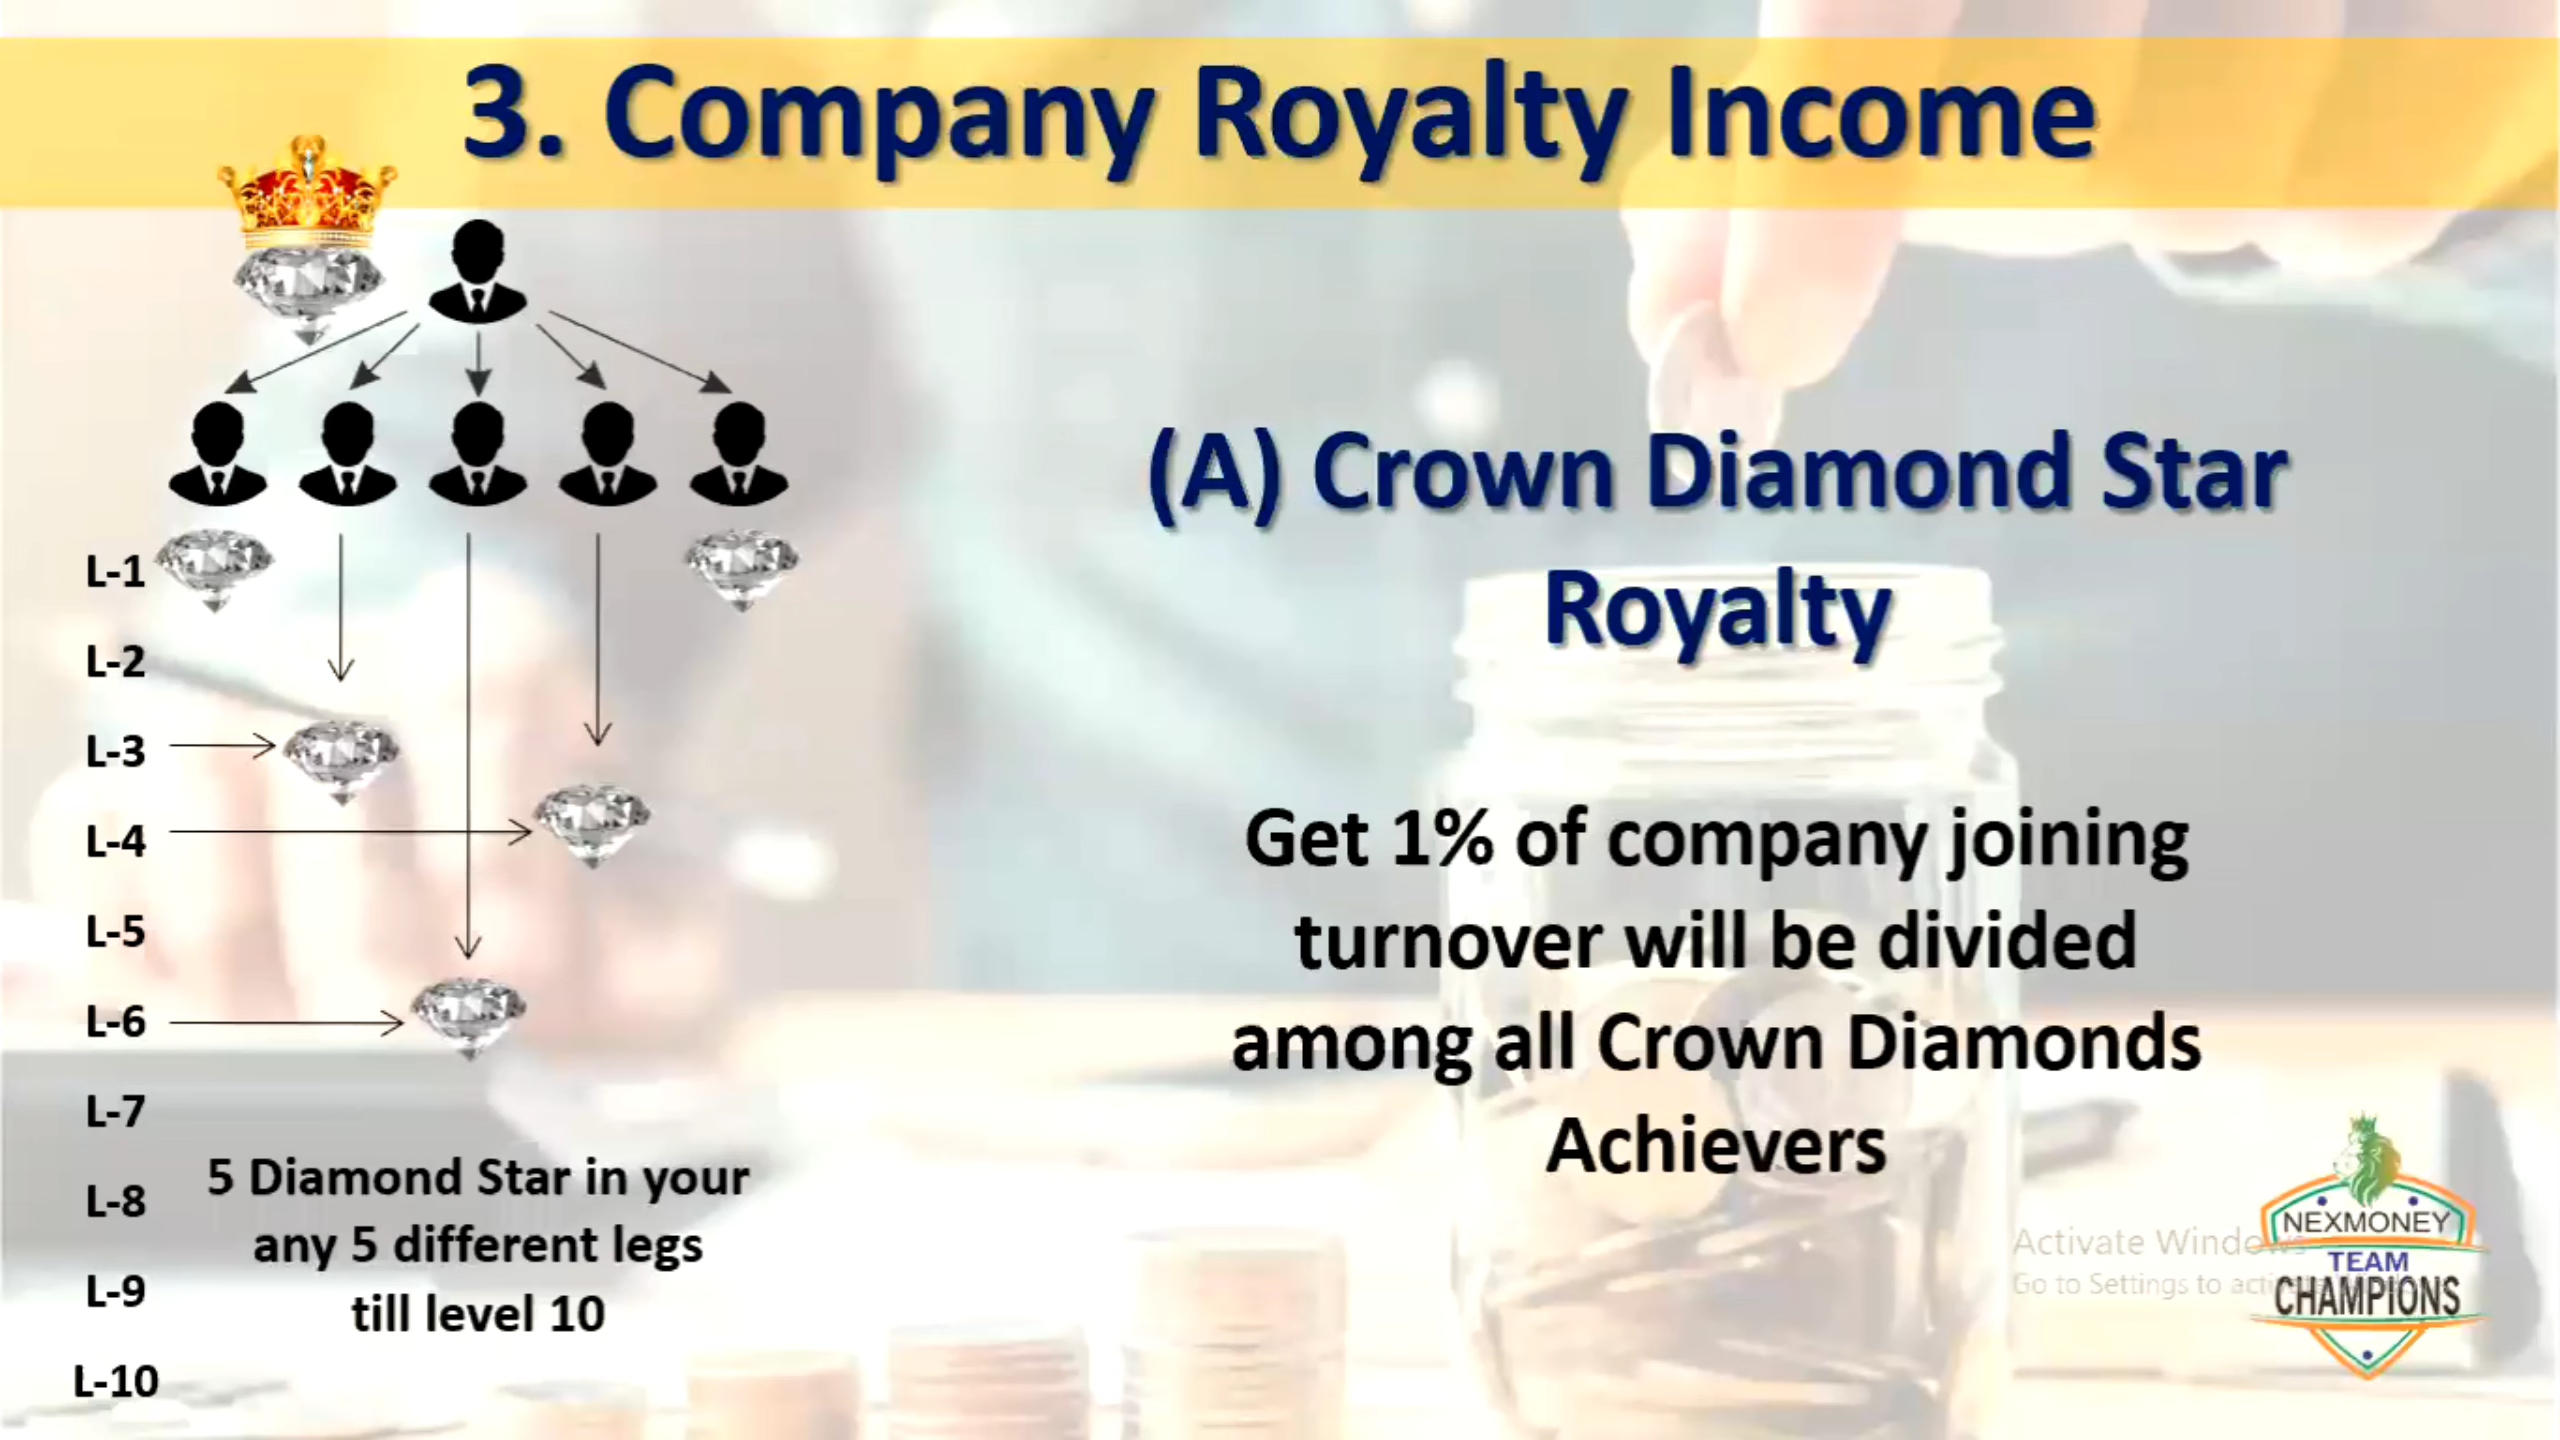 3. Company Royalty Income
L-1
L-2
L-3
L-4
L-5
L-6
L-7
L-8
L-9
L-10
5 Diamond Star in your
any 5 different legs
till level 10
(A) Crown Diamond Star
Royalty
Get 1% of company joining
turnover will be divided
among all Crown Diamonds
Achievers
Activate Windows
Go to Settings to
NEXMONEY
TEAM
CHAMPIONS